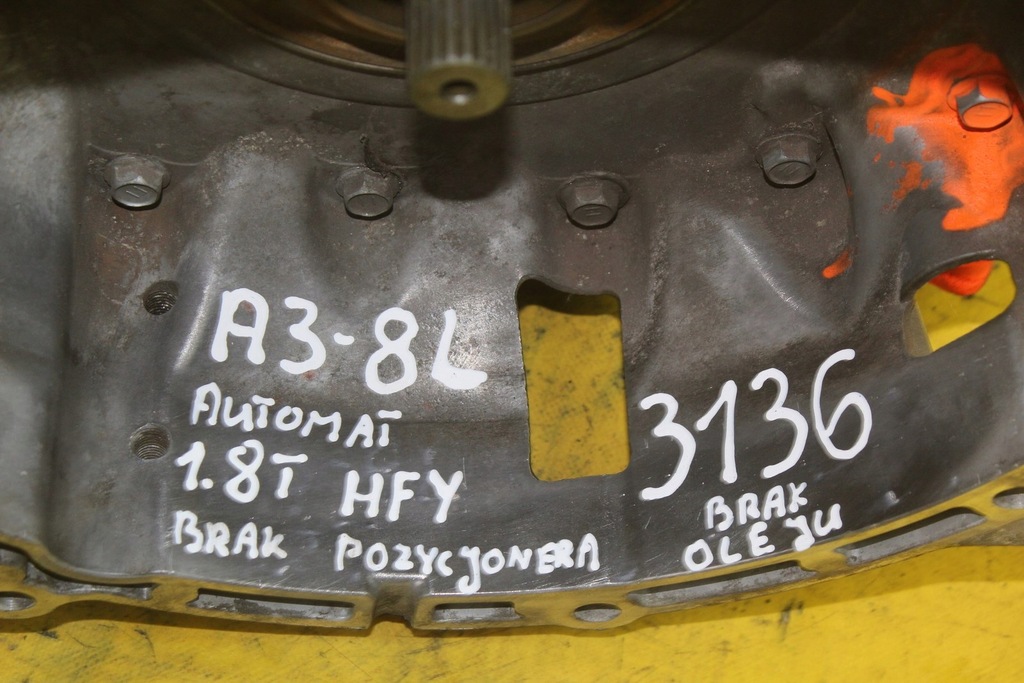 A3-8L
AUTOMAT
1.8T HFY
BRAK POZYCJONERA
3136
BRAK
OLEJU